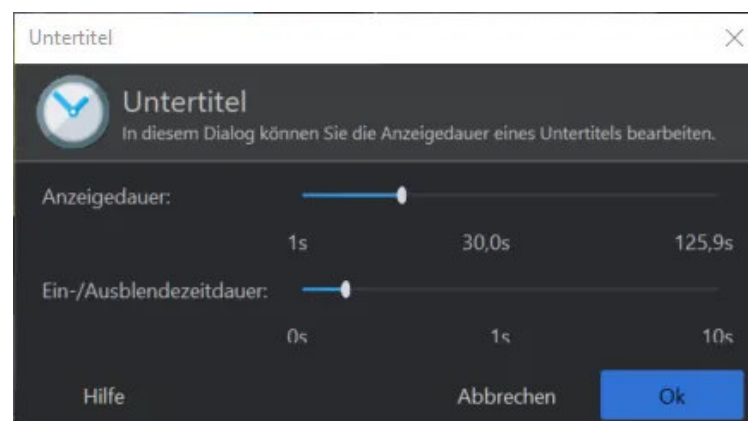 Untertitel
Untertitel
In diesem Dialog können Sie die Anzeigedauer eines Untertitels bearbeiten.
Anzeigedauer:
1s 30,0s 125,9s
Ein-/Ausblendezeitdauer:
0s 1s 10s
Hilfe Abbrechen Ok